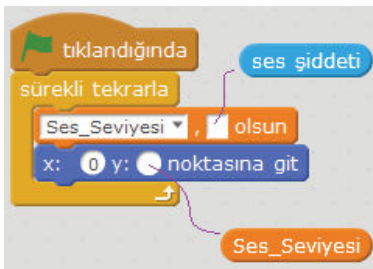 tıklandığında
ses şiddeti
sürekli tekrarla
Ses_Seviyesi , olsun
x: 0 y: noktasına git
Ses_Seviyesi